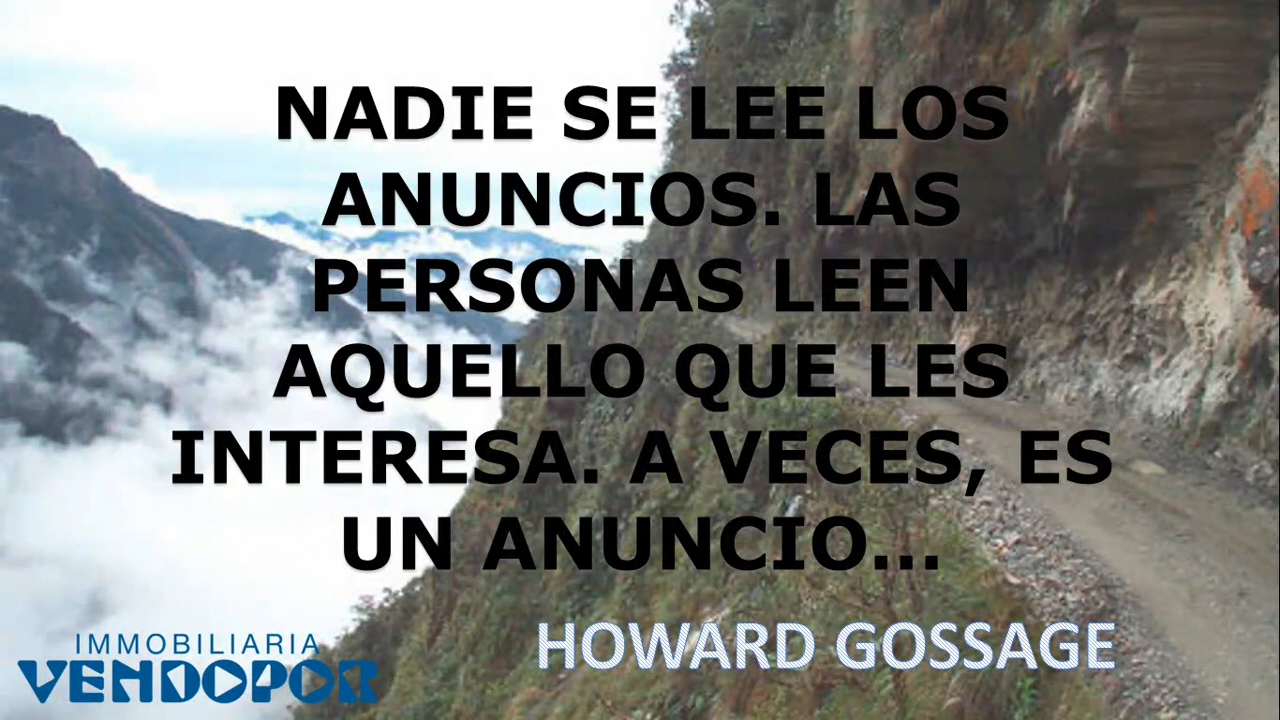 NADIE SE LEE LOS
ANUNCIOS. LAS
PERSONAS LEEN
AQUELLO QUE LES
INTERESA. A VECES, ES
UN ANUNCIO...
HOWARD GOSSAGE
IMMOBILIARIA
VENDOPOR